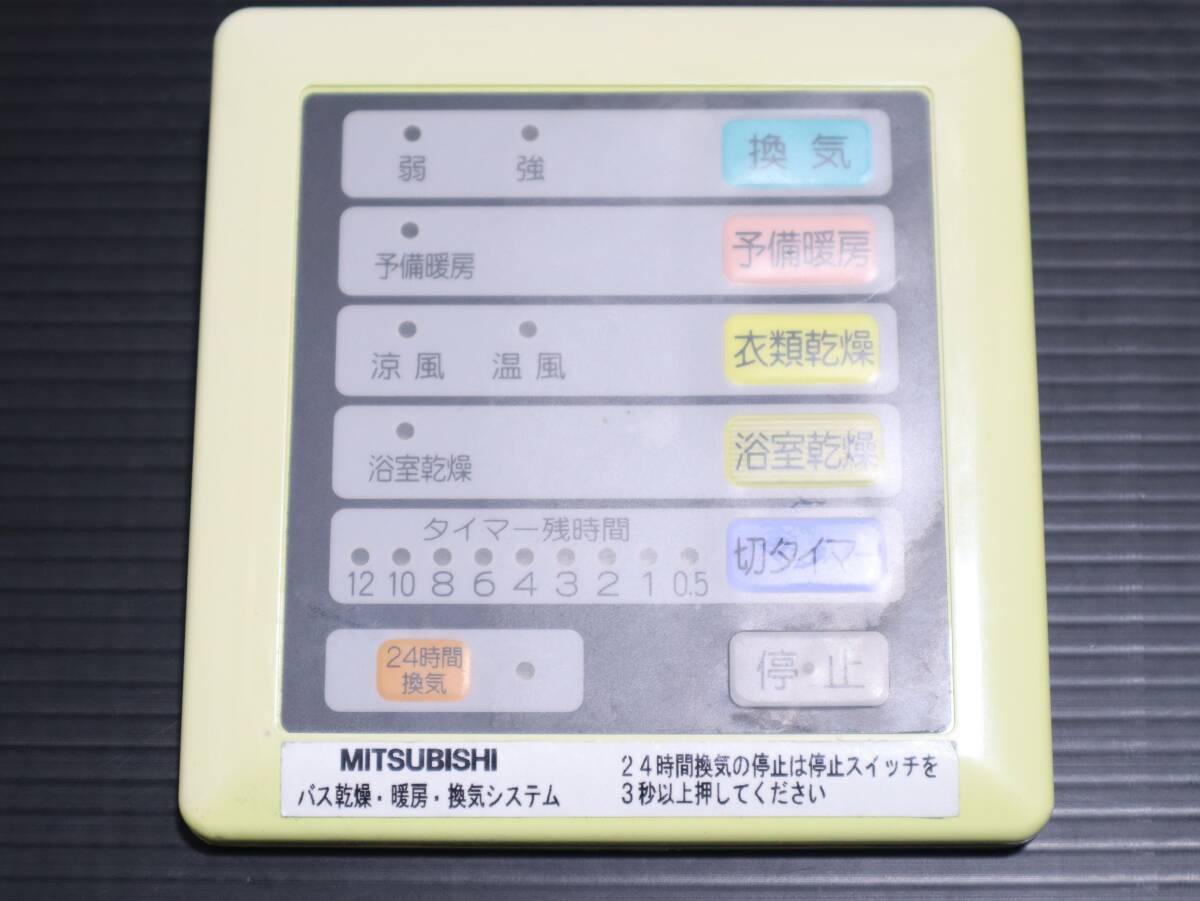 弱 強 換気
予備暖房 予備暖房
涼風 温風 衣類乾燥
浴室乾燥 浴室乾燥
タイマー残時間
12 10 8 6 4 3 2 1 0.5 切タイマー
24時間
換気
停止
MITSUBISHI
バス乾燥・暖房・換気システム
24時間換気の停止は停止スイッチを
3秒以上押してください